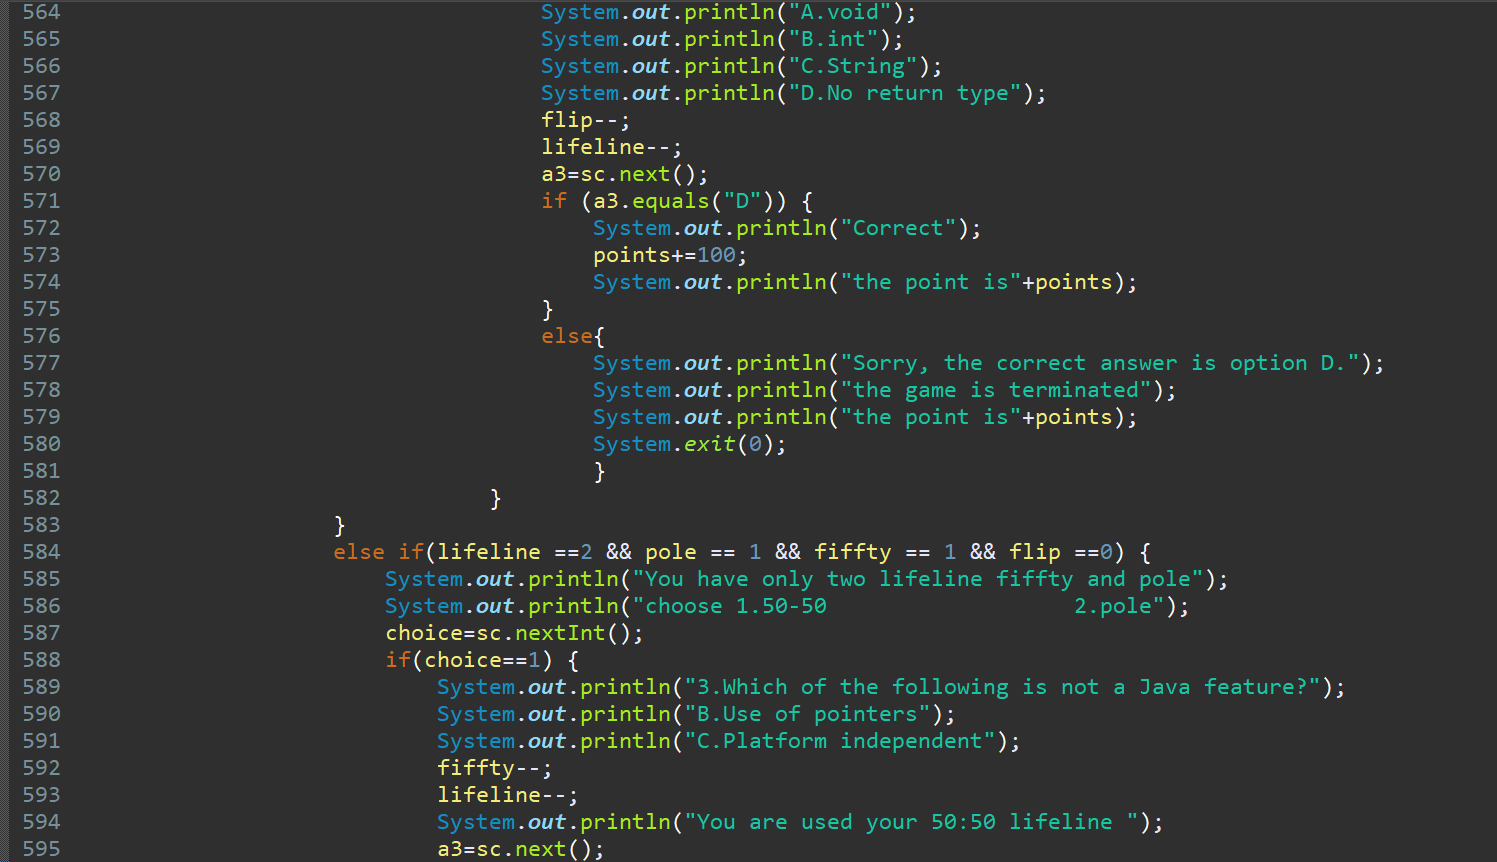 564 System.out.println("A.void");
565 System.out.println("B.int");
566 System.out.println("C.String");
567 System.out.println("D.No return type");
568 flip--;
569 lifeline--;
570 a3=sc.next();
571 if (a3.equals("D")) {
572 System.out.println("Correct");
573 points+=100;
574 System.out.println("the point is"+points);
575 }
576 else{
577 System.out.println("Sorry, the correct answer is option D.");
578 System.out.println("the game is terminated");
579 System.out.println("the point is"+points);
580 System.exit(0);
581 }
582 }
583 }
584 else if(lifeline ==2 && pole == 1 && fiffty == 1 && flip ==0) {
585 System.out.println("You have only two lifeline fiffty and pole");
586 System.out.println("choose 1.50-50                   2.pole");
587 choice=sc.nextInt();
588 if(choice==1) {
589 System.out.println("3.Which of the following is not a Java feature?");
590 System.out.println("B.Use of pointers");
591 System.out.println("C.Platform independent");
592 fiffty--;
593 lifeline--;
594 System.out.println("You are used your 50:50 lifeline ");
595 a3=sc.next();